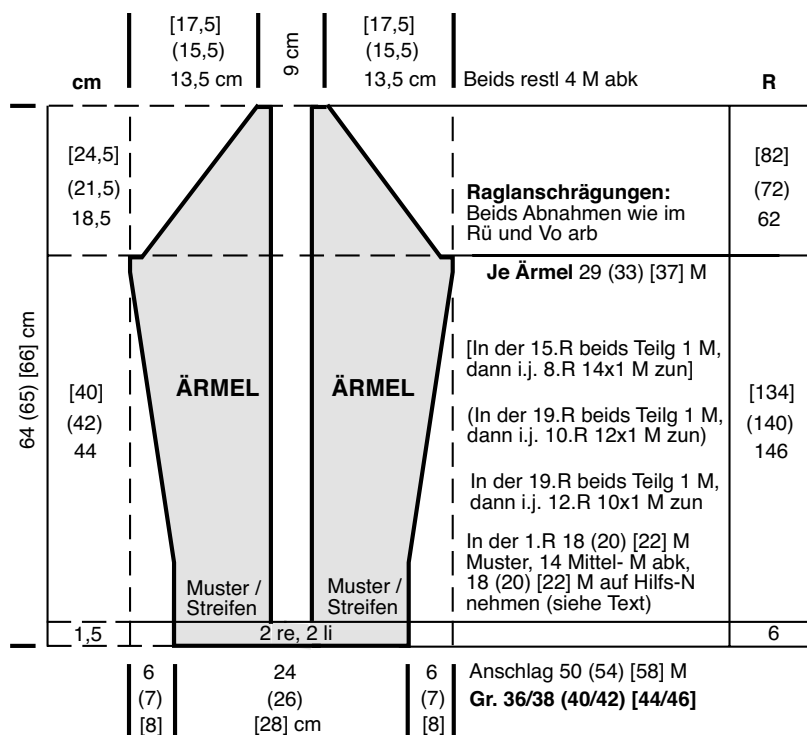 [17,5]
(15,5)
13,5 cm
9 cm
[17,5]
(15,5)
13,5 cm
Beids restl 4 M abk
cm
R
64 (65) [66] cm
[24,5]
(21,5)
18,5
Raglanschrägungen:
Beids Abnahmen wie im
Rü und Vo arb
[82]
(72)
62
Je Ärmel 29 (33) [37] M
[40]
(42)
44
ÄRMEL
ÄRMEL
[In der 15.R beids Teilg 1 M,
dann i.j. 8.R 14x1 M zun]
(In der 19.R beids Teilg 1 M,
dann i.j. 10.R 12x1 M zun)
In der 19.R beids Teilg 1 M,
dann i.j. 12.R 10x1 M zun
In der 1.R 18 (20) [22] M
Muster, 14 Mittel- M abk,
18 (20) [22] M auf Hilfs-N
nehmen (siehe Text)
[134]
(140)
146
Muster /
Streifen
Muster /
Streifen
1,5
2 re, 2 li
6
6
(7)
[8]
24
(26)
[28] cm
6
(7)
[8]
Anschlag 50 (54) [58] M
Gr. 36/38 (40/42) [44/46]